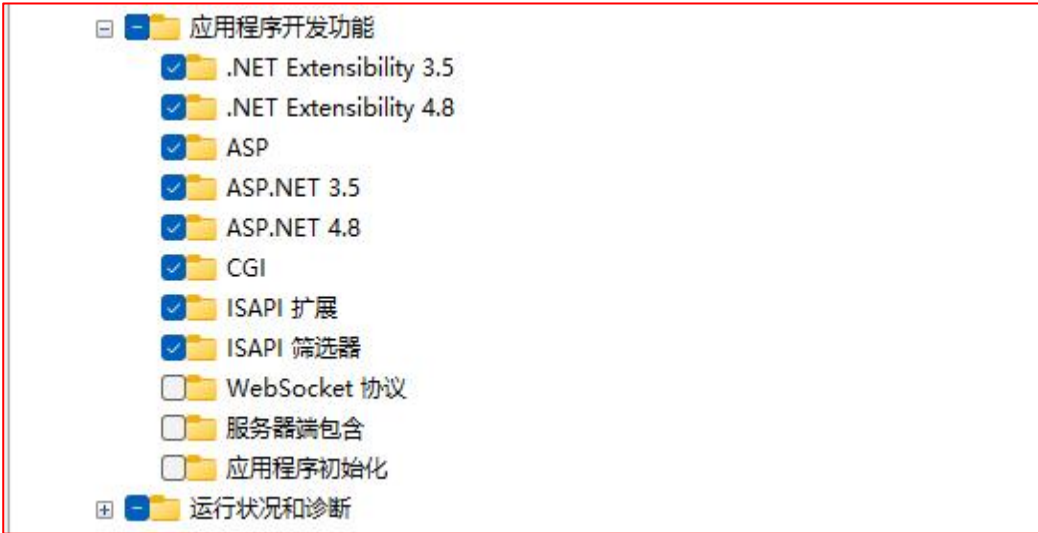 应用程序开发功能
.NET Extensibility 3.5
.NET Extensibility 4.8
ASP
ASP.NET 3.5
ASP.NET 4.8
CGI
ISAPI 扩展
ISAPI 筛选器
WebSocket 协议
服务器端包含
应用程序初始化
运行状况和诊断